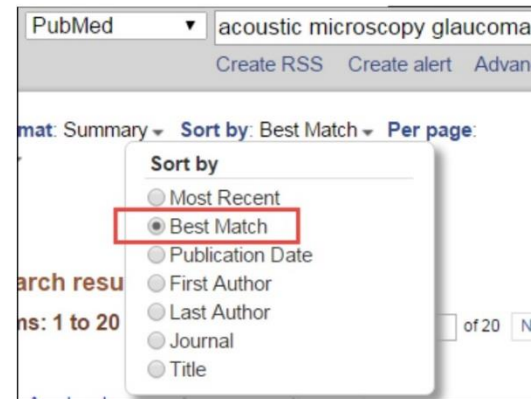 PubMed acoustic microscopy glaucoma
Create RSS Create alert Advan
mat: Summary Sort by: Best Match Per page:
Sort by
Most Recent
Best Match
Publication Date
First Author
Last Author
Journal
Title
arch resu
ns: 1 to 20 of 20 N